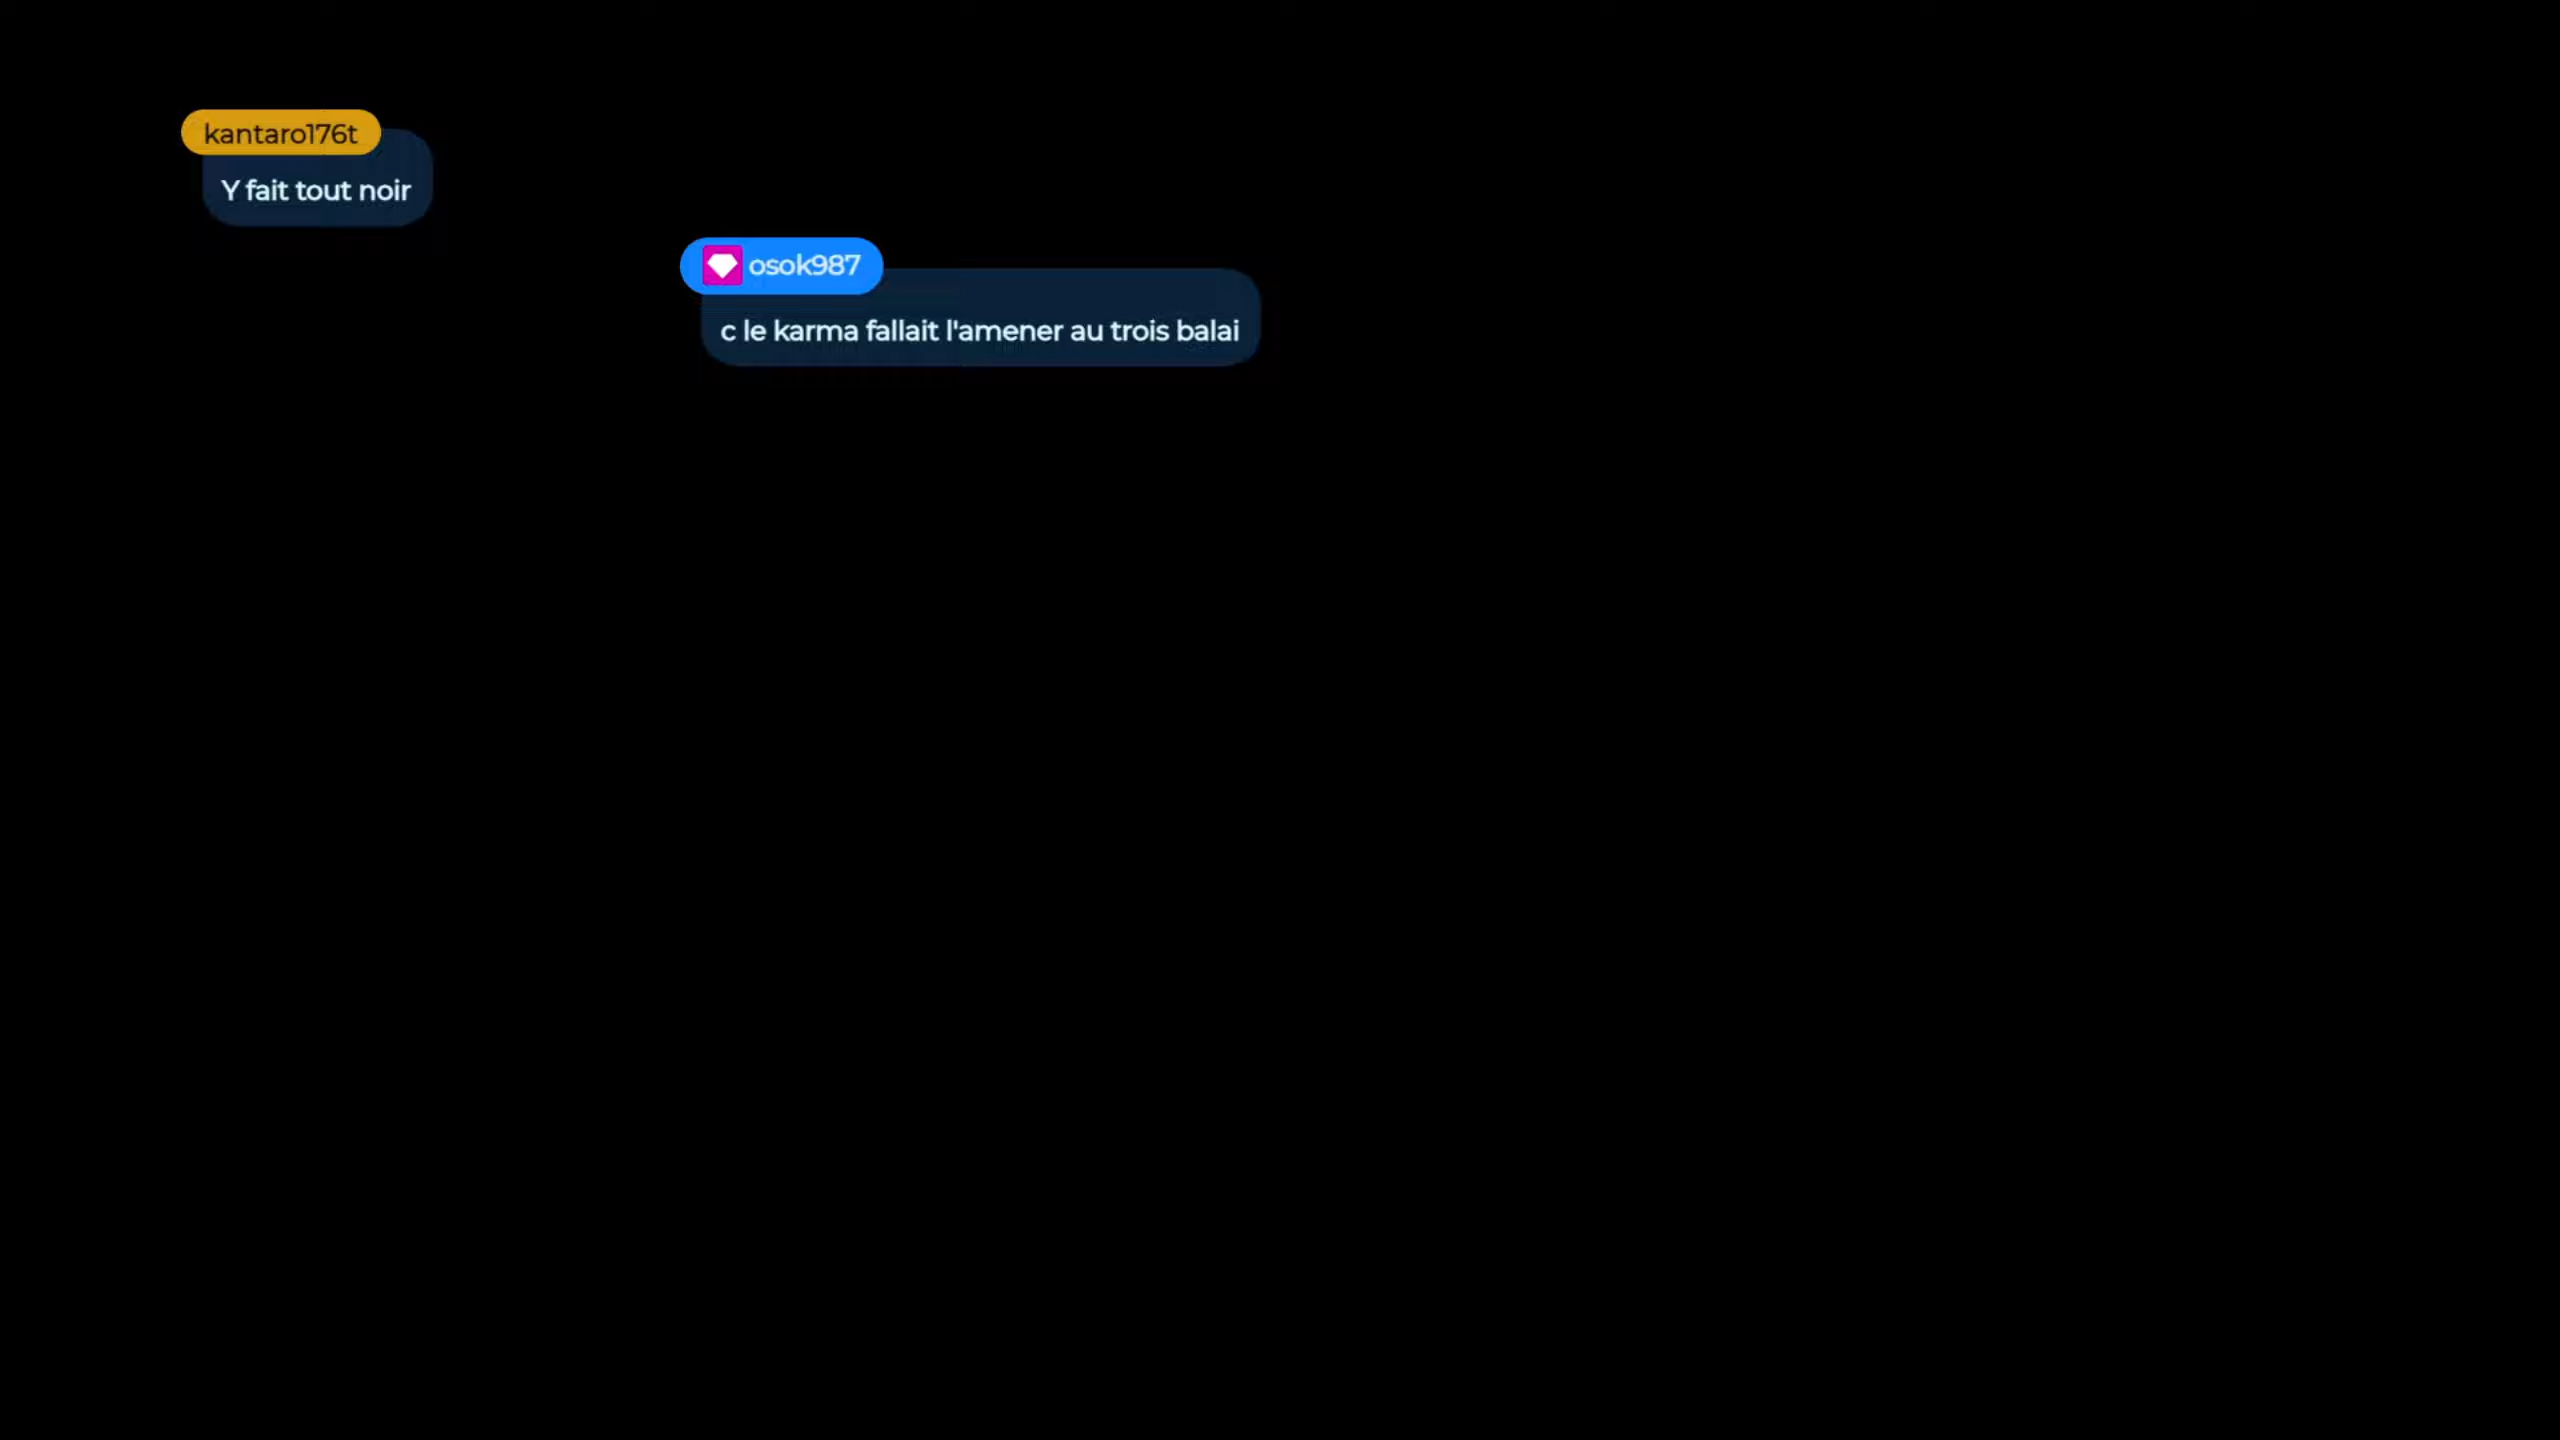 kantaro176t
Y fait tout noir
osok987
c le karma fallait l'amener au trois balai